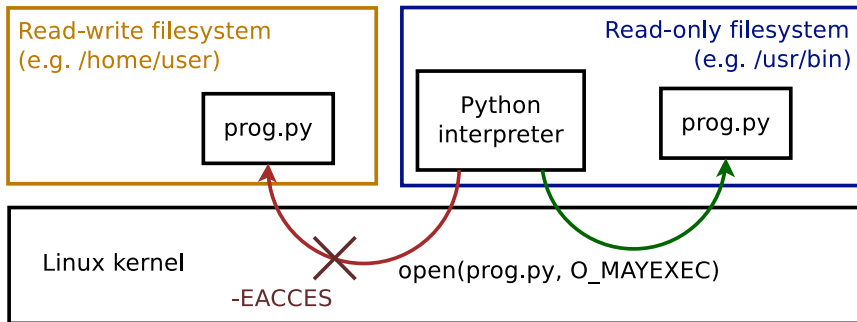 Read-write filesystem
(e.g. /home/user)
prog.py
Read-only filesystem
(e.g. /usr/bin)
Python
interpreter
prog.py
Linux kernel
open(prog.py, O_MAYEXEC)
-EACCES